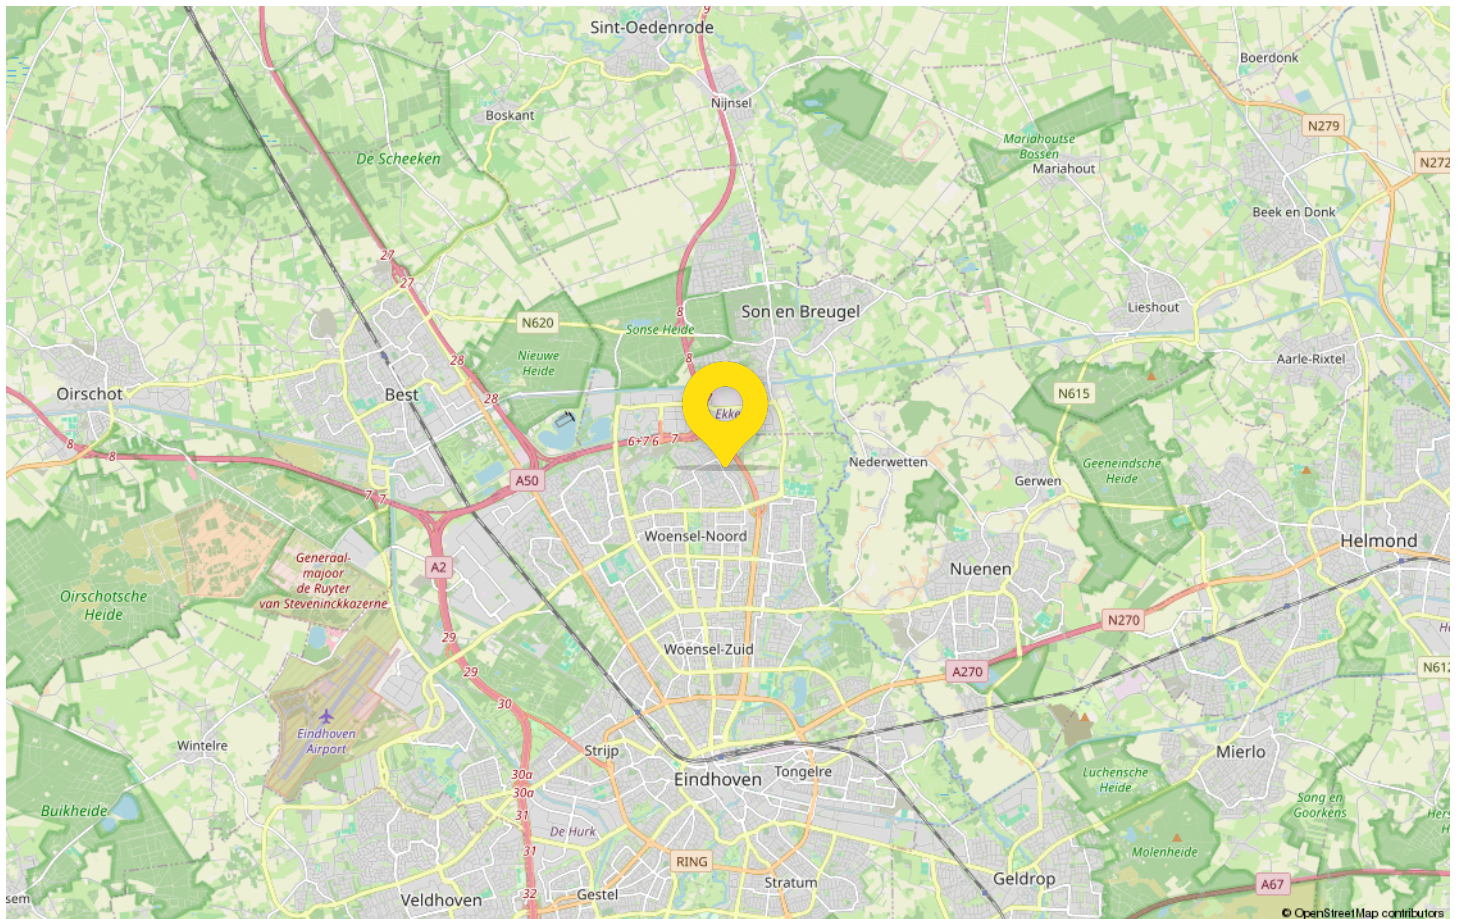 9
Sint-Oedenrode
Boerdonk
Nijnsel
Boskant
N279
Mariahoutse
Bossen
De Scheeken
N272
Mariahout
Beek en Donk
27
27
Lieshout
8
Son en Breugel
N620
Sonse Heide
Nieuwe
Heide
28
8
Aarle-Rixtel
Oirschot
Best
28
N615
Ekke
8
8
6+7 6
7
Nederwetten
Geeneindsche
Heide
A50
Gerwen
7
7
Woensel-Noord
Helmond
Generaal-
majoor
de Ruyter
van Steveninckkazerne
A2
Nuenen
Oirschotsche
Heide
29
N270
Woensel-Zuid
29
A270
N612
30
Eindhoven
Airport
Wintelre
Strijp
Mierlo
30a
30a
Eindhoven
Tongelre
Luchensche
Heide
Buikheide
31
Sang en
Goorkens
De Hurk
31
RING
Molenheide
32
Gestel
Stratum
Geldrop
A67
Veldhoven
sem
© OpenStreetMap contributors